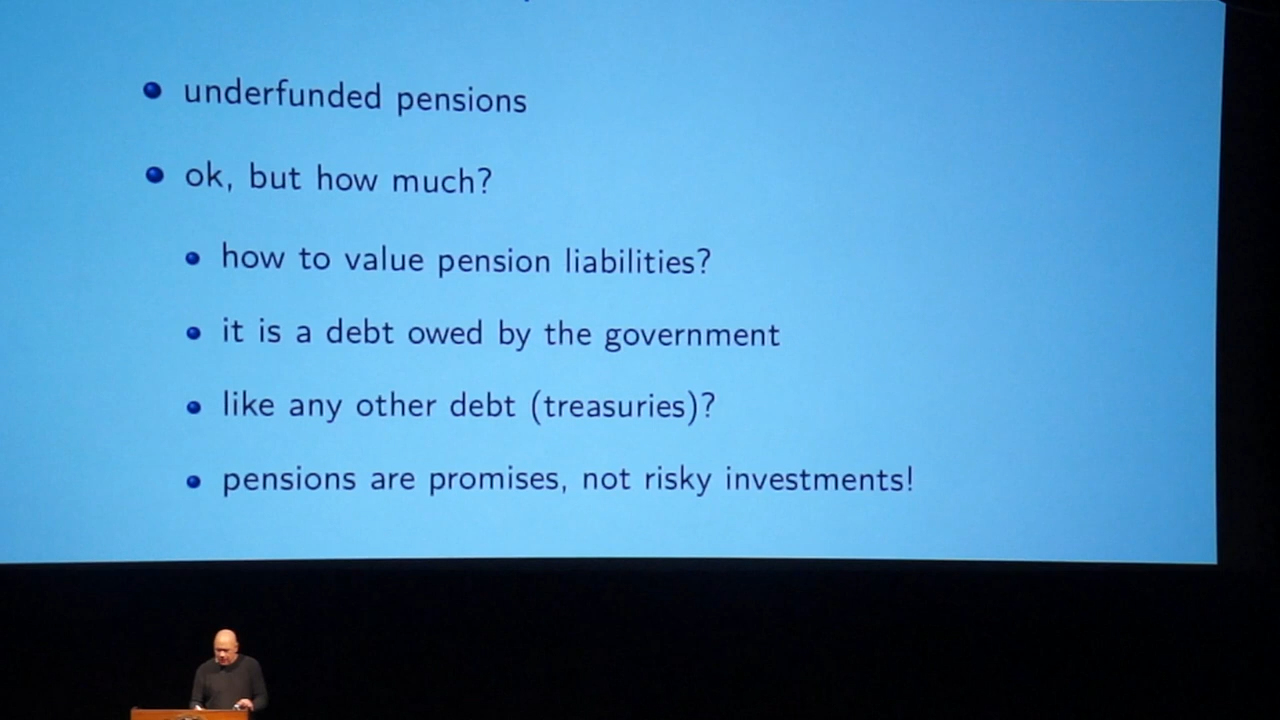 underfunded pensions
ok, but how much?
how to value pension liabilities?
it is a debt owed by the government
like any other debt (treasuries)?
pensions are promises, not risky investments!